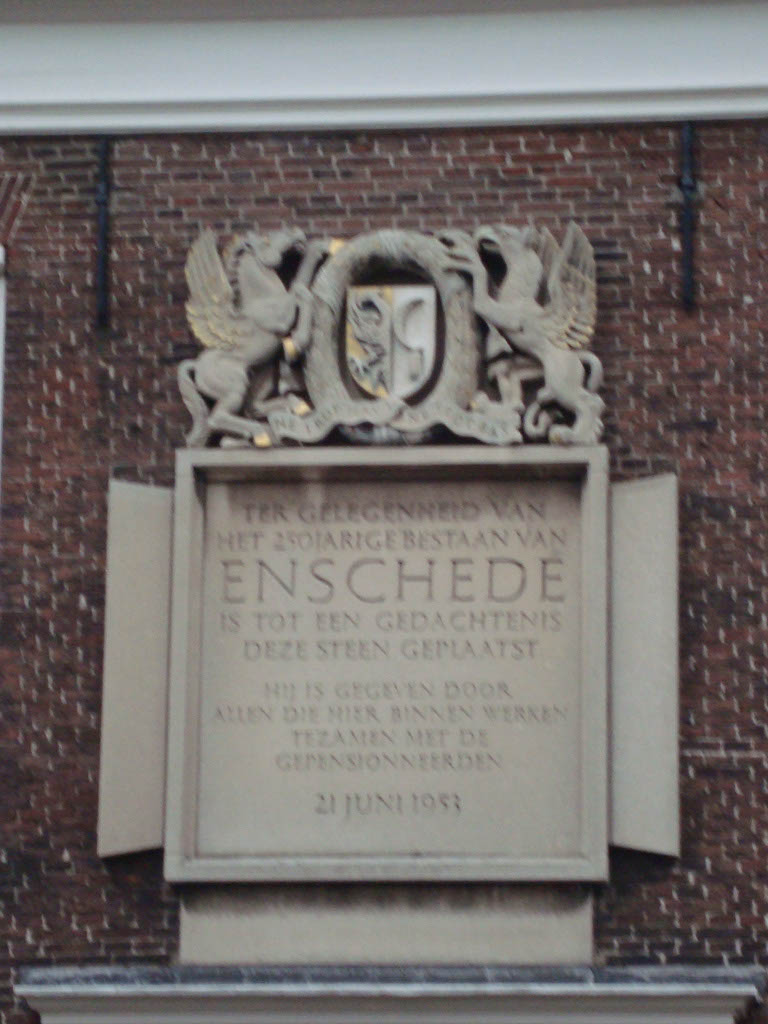 TER GELEGENHEID VAN
HET 250JARIGE BESTAAN VAN
ENSCHEDE
IS TOT EEN GEDACHTENIS
DEZE STEEN GEPLAATST
HIJ IS GEGEVEN DOOR
ALLEN DIE HIER BINNEN WERKEN
TEZAMEN MET DE
GEPENSIONNEERDEN
21 JUNI 1953